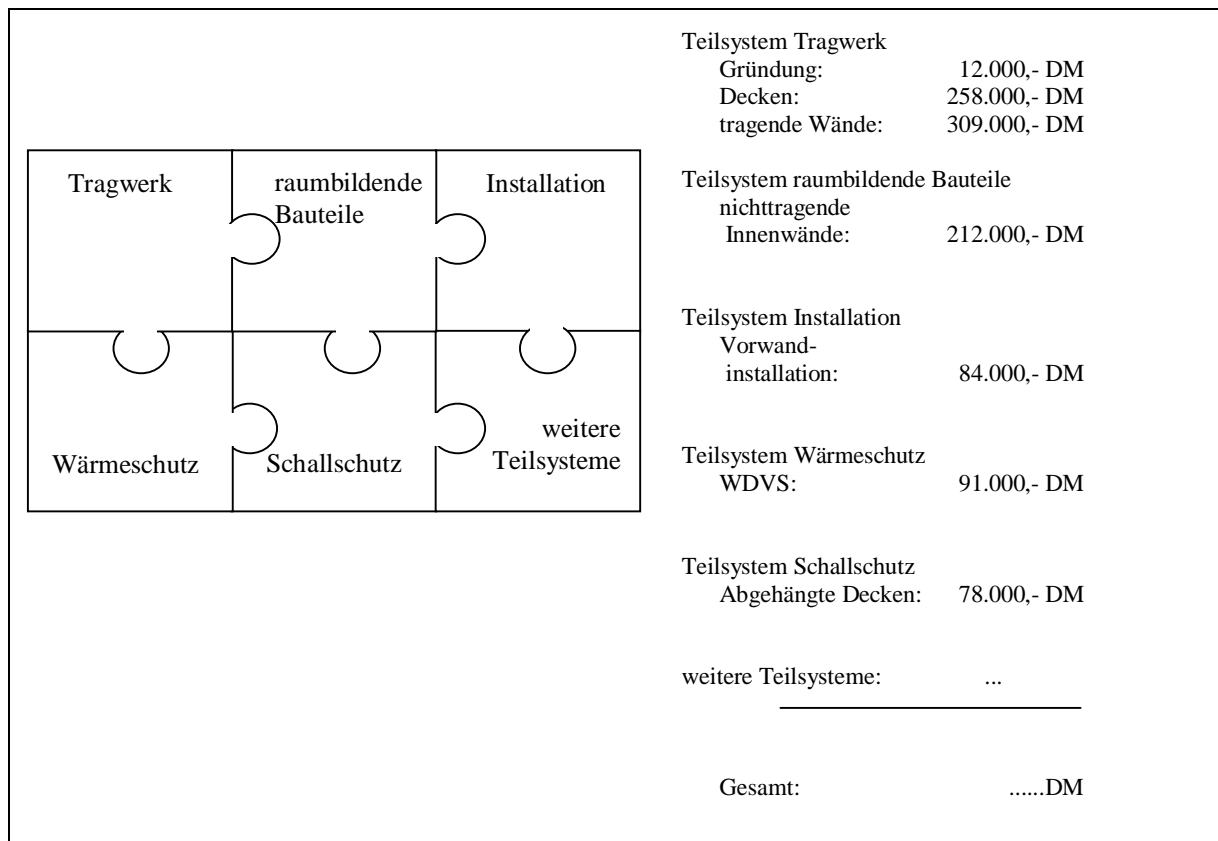 Tragwerk
raumbildende
Bauteile
Installation
Wärmeschutz
Schallschutz
weitere
Teilsysteme
Teilsystem Tragwerk
Gründung: 12.000,- DM
Decken: 258.000,- DM
tragende Wände: 309.000,- DM
Teilsystem raumbildende Bauteile
nichttragende
Innenwände: 212.000,- DM
Teilsystem Installation
Vorwand-
installation: 84.000,- DM
Teilsystem Wärmeschutz
WDVS: 91.000,- DM
Teilsystem Schallschutz
Abgehängte Decken: 78.000,- DM
weitere Teilsysteme: ...
Gesamt: ......DM